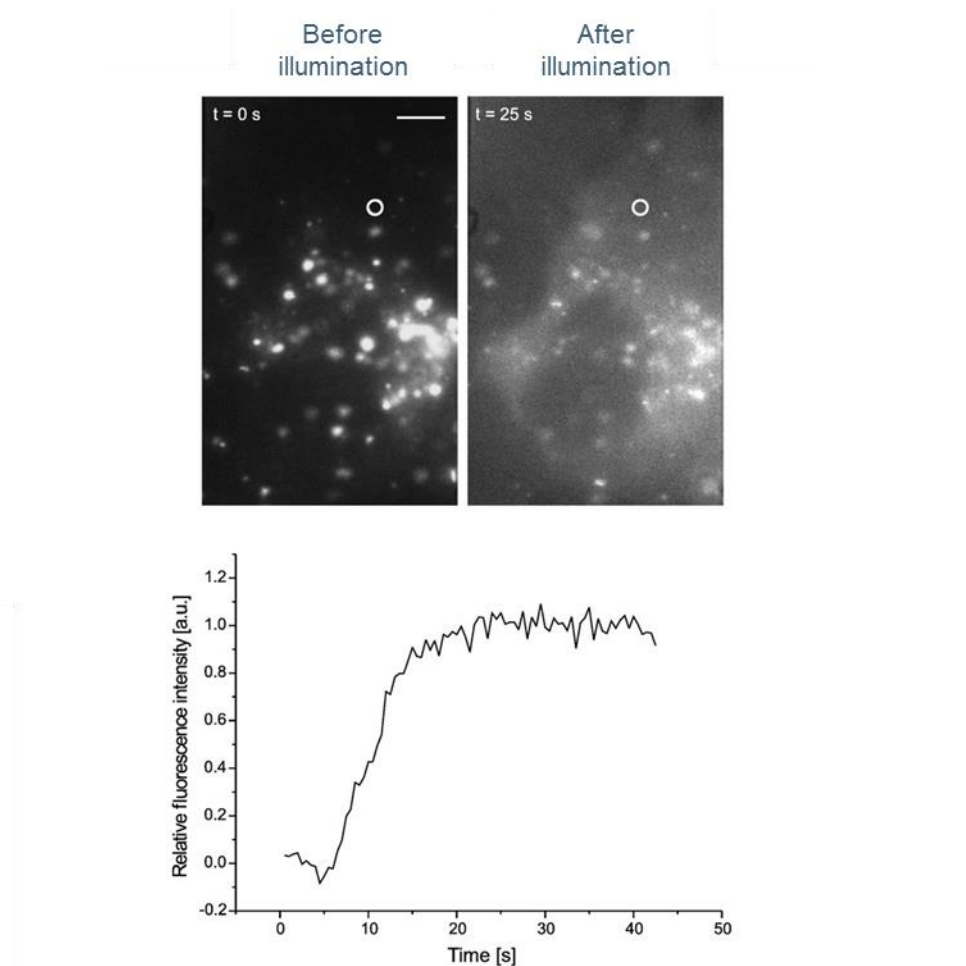 Before
illumination
After
illumination
t = 0 s
t = 25 s
Relative fluorescence intensity [a.u.]
1.2
1.0
0.8
0.6
0.4
0.2
0.0
-0.2
0 10 20 30 40 50
Time [s]